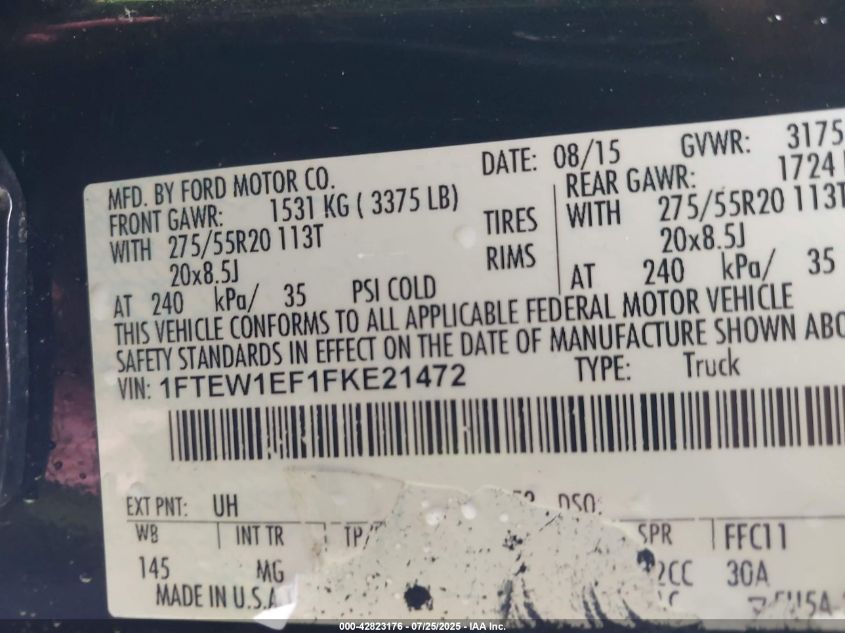 MFD. BY FORD MOTOR CO. DATE: 08/15 GVWR: 3175
FRONT GAWR: 1531 KG ( 3375 LB) REAR GAWR: 1724
WITH 275/55R20 113T TIRES WITH 275/55R20 113T
20x8.5J RIMS 20x8.5J
AT 240 kPa/ 35 PSI COLD AT 240 kPa/ 35
THIS VEHICLE CONFORMS TO ALL APPLICABLE FEDERAL MOTOR VEHICLE
SAFETY STANDARDS IN EFFECT ON THE DATE OF MANUFACTURE SHOWN ABO
VIN: 1FTEW1EF1FKE21472 TYPE: Truck
EXT PNT: UH DSO:
WB INT TR TP/ SPR FFC11
145 MG 2CC 30A
MADE IN U.S.A
000-42823176 - 07/25/2025 - IAA Inc.